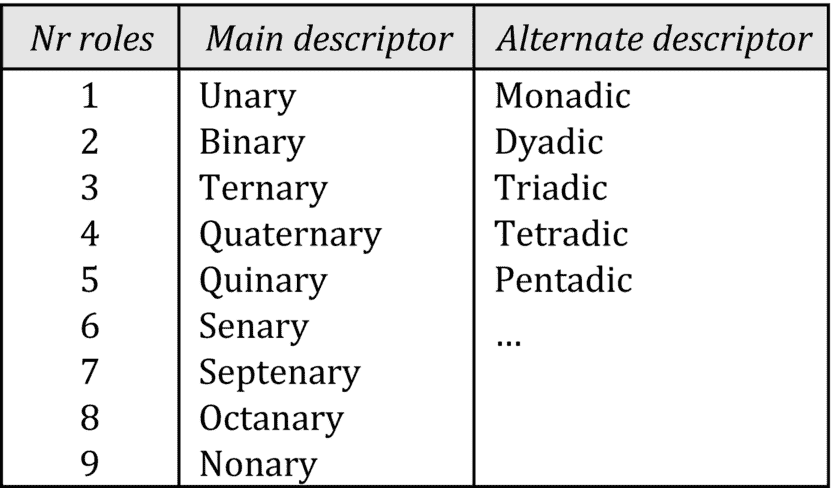 Nr roles Main descriptor Alternate descriptor
1 Unary Monadic
2 Binary Dyadic
3 Ternary Triadic
4 Quaternary Tetradic
5 Quinary Pentadic
6 Senary ...
7 Septenary
8 Octanary
9 Nonary